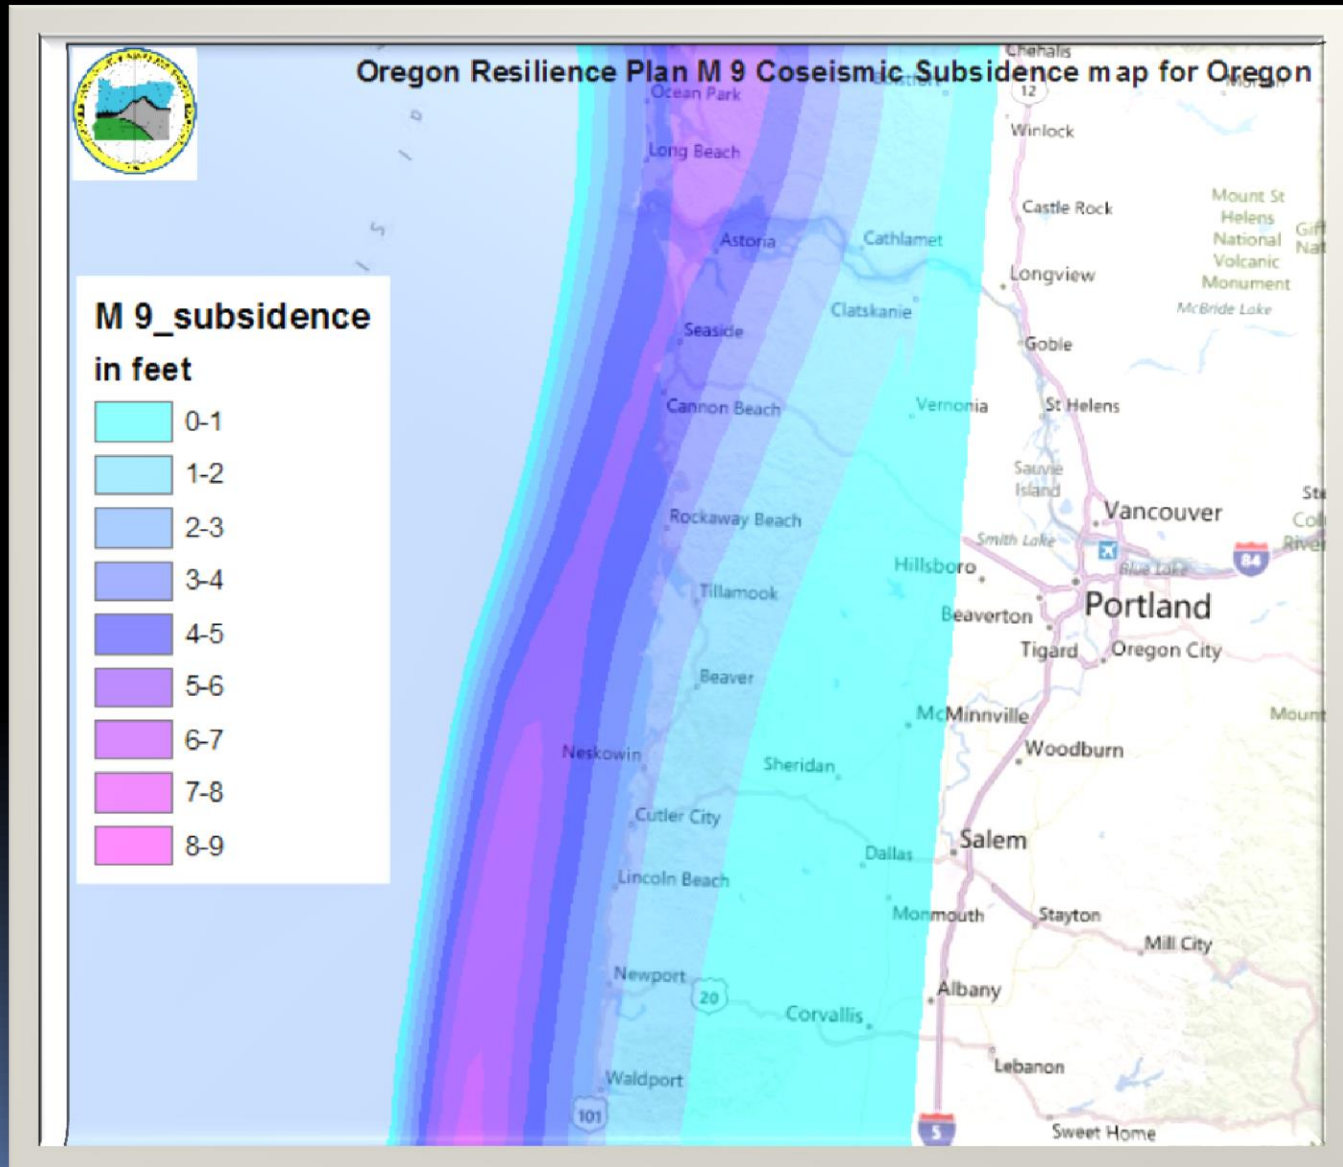 Oregon Resilience Plan M 9 Coseismic Subsidence map for Oregon
Chehalis
12
Ocean Park
Winlock
Long Beach
Castle Rock
Mount St
Helens
National
Volcanic
Monument
McBride Lake
D
I
S
I
Astoria
Cathlamet
Longview
Clatskanie
Seaside
Goble
Cannon Beach
Vernonia
St Helens
Sauvie
Island
Vancouver
Rockaway Beach
Smith Lake
Blue Lake
84
River
Hillsboro
Tillamook
Beaverton
Portland
Tigard
Oregon City
Beaver
McMinnville
Mount
Neskowin
Sheridan
Woodburn
Cutler City
Salem
Dallas
Lincoln Beach
Monmouth
Stayton
Mill City
Newport
20
Albany
Corvallis
Lebanon
Waldport
101
5
Sweet Home
M 9_subsidence
in feet
0-1
1-2
2-3
3-4
4-5
5-6
6-7
7-8
8-9